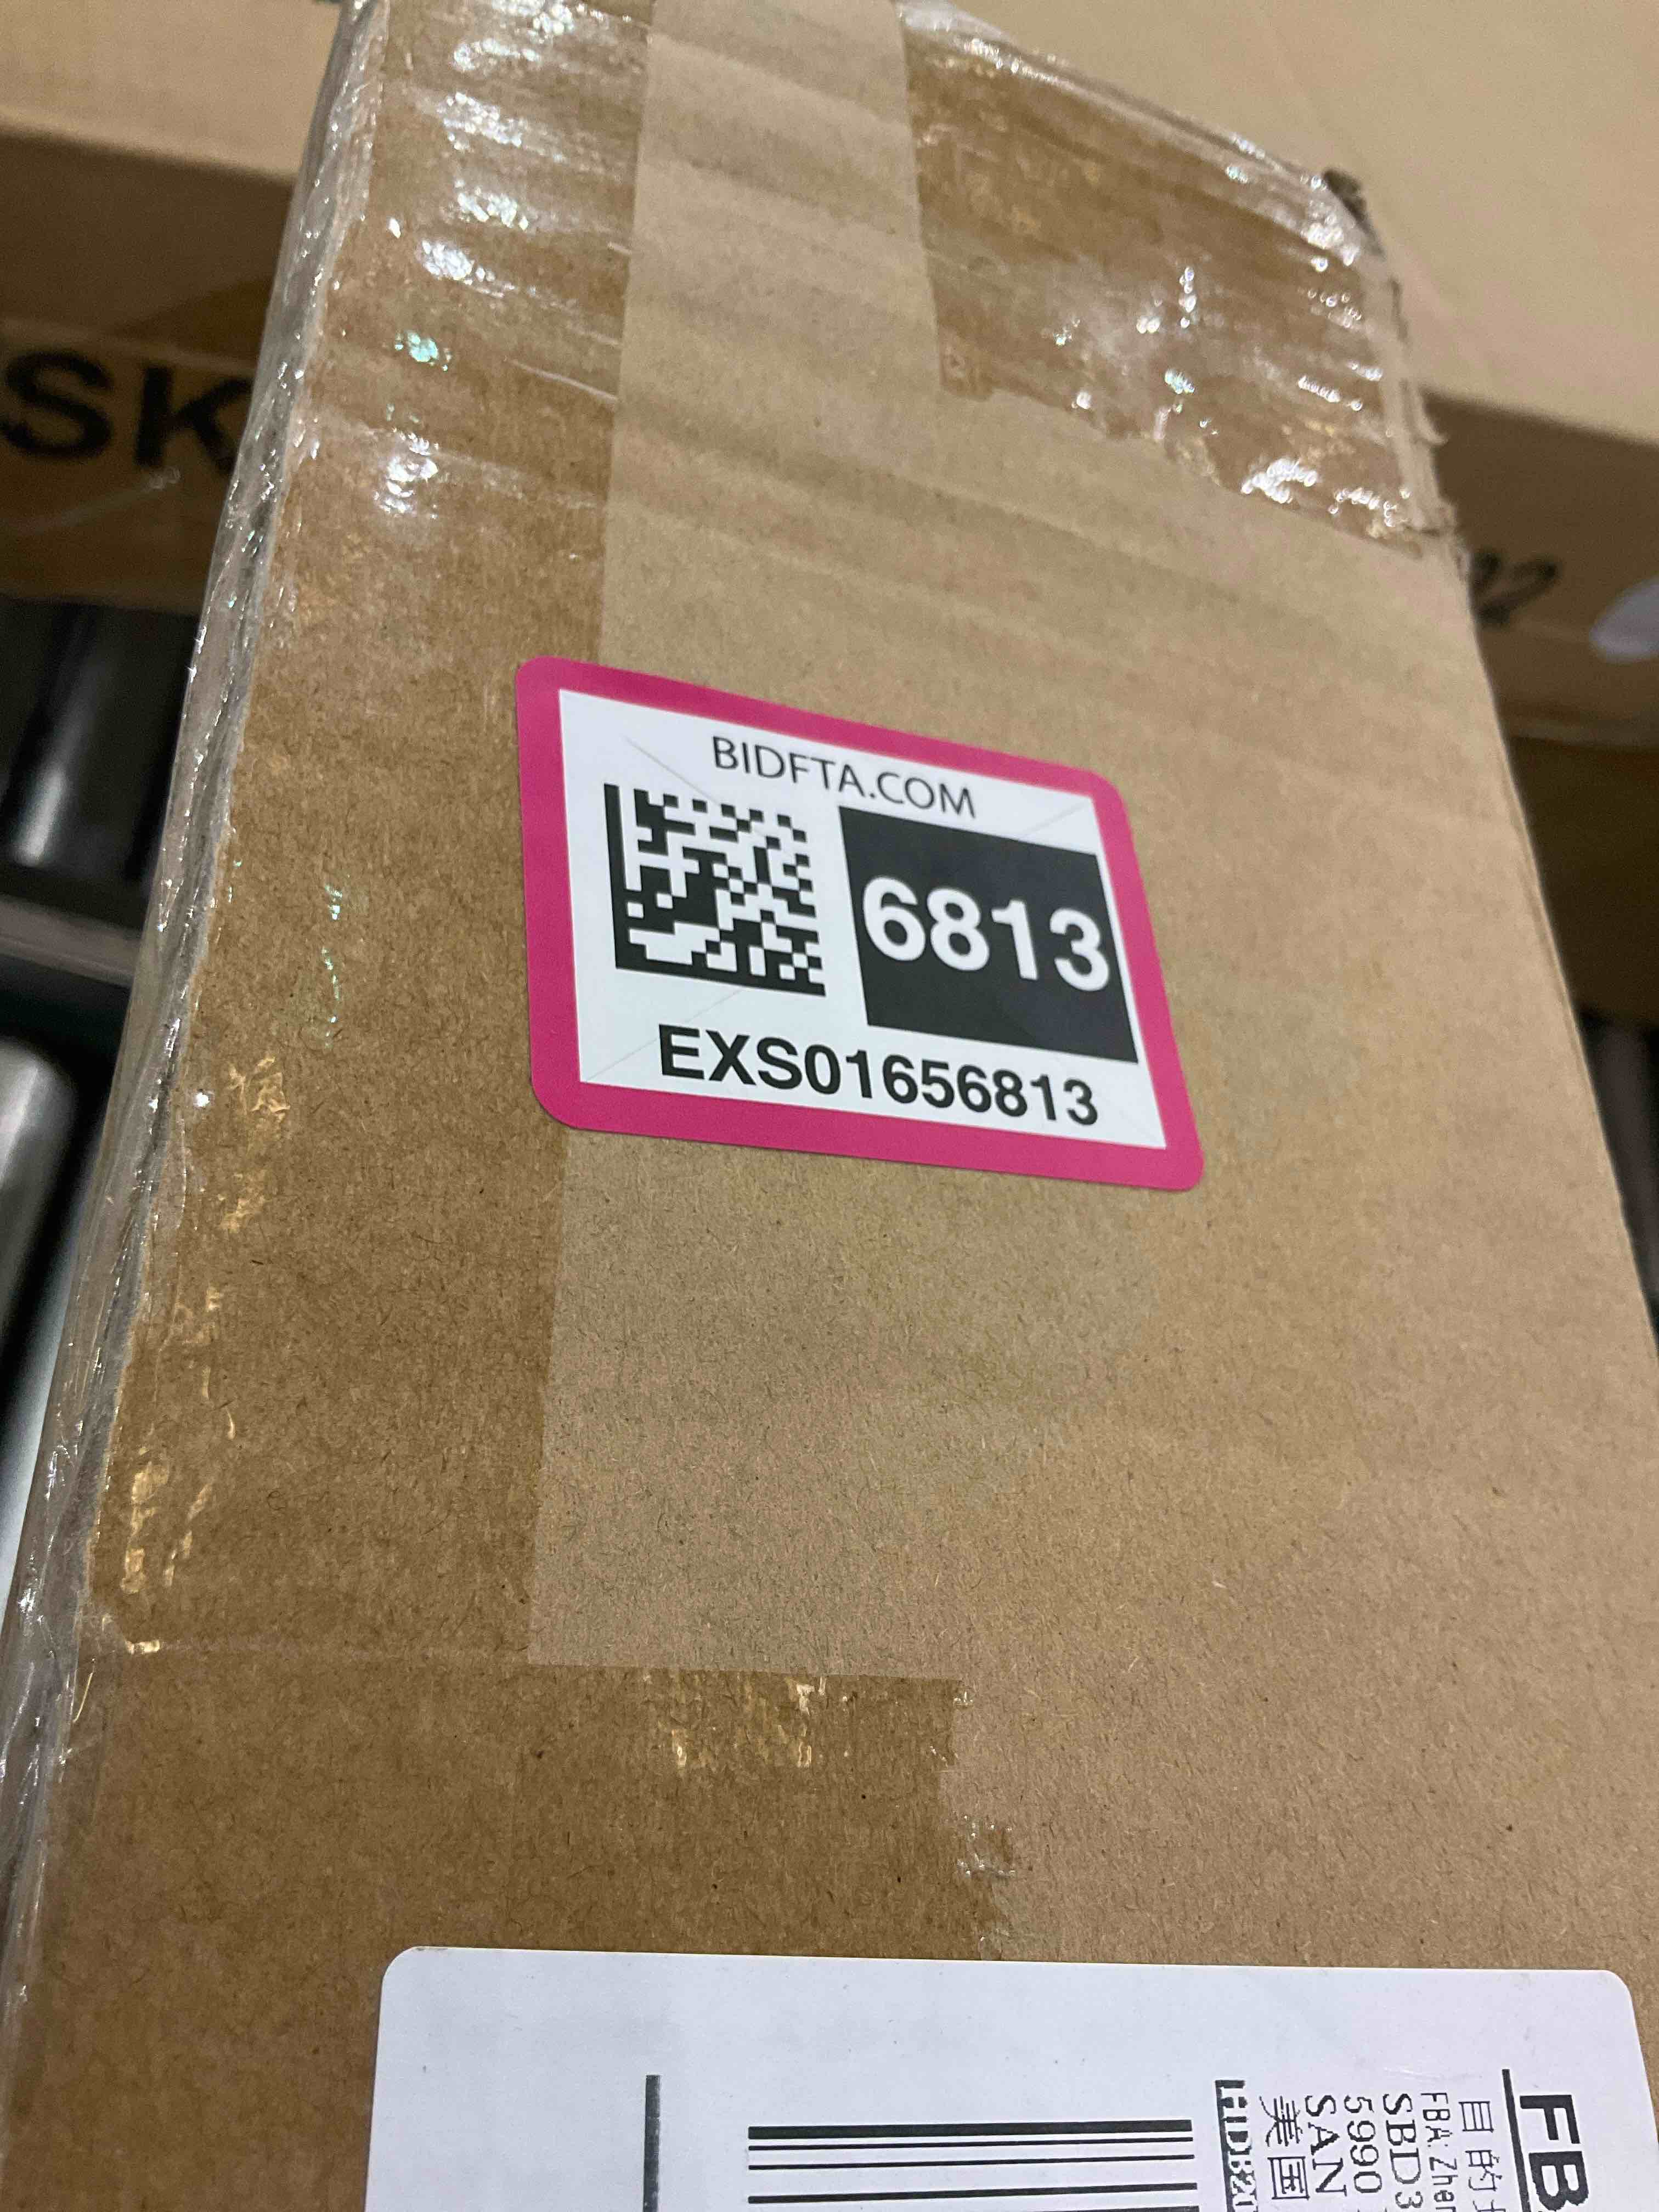 BIDFTA.COM
6813
EXS01656813
SK
FB
目的
FBA: Zhen
SBD3
5990
SAN
美国